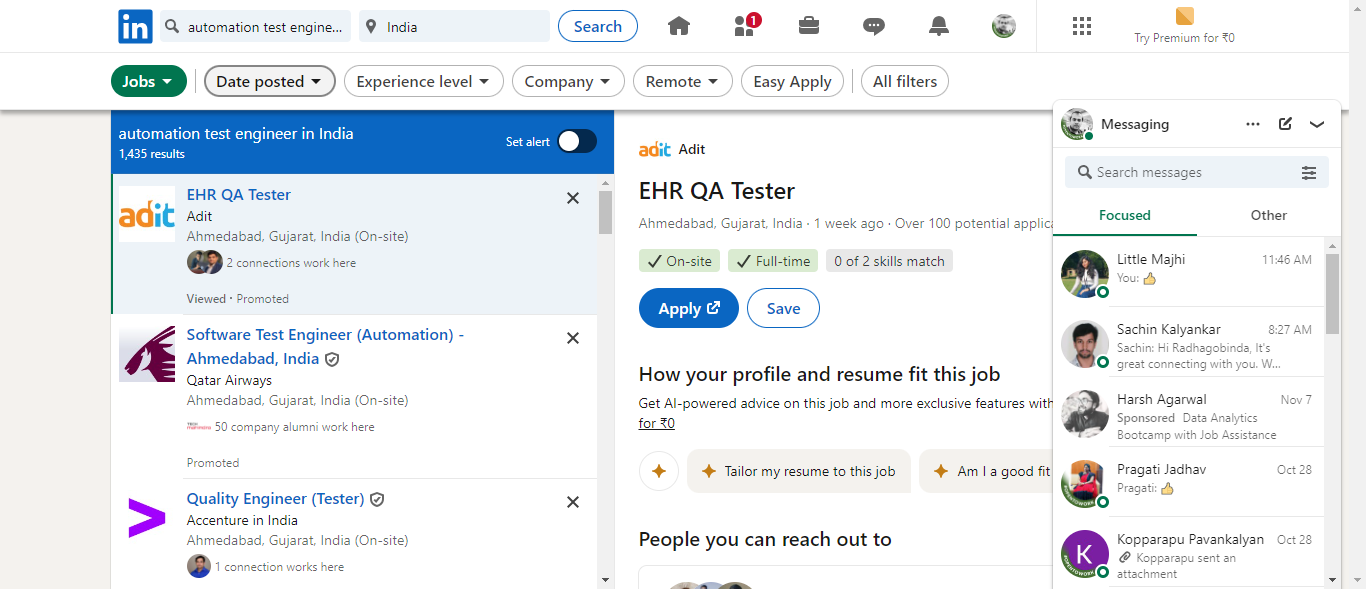 in
automation test engine...
India
Search
1
Try Premium for ₹0
Jobs
Date posted
Experience level
Company
Remote
Easy Apply
All filters
automation test engineer in India
1,435 results
Set alert
adit
EHR QA Tester
Adit
Ahmedabad, Gujarat, India (On-site)
2 connections work here
Viewed · Promoted
Software Test Engineer (Automation) -
Ahmedabad, India
Qatar Airways
Ahmedabad, Gujarat, India (On-site)
50 company alumni work here
Promoted
Quality Engineer (Tester)
Accenture in India
Ahmedabad, Gujarat, India (On-site)
1 connection works here
adit Adit
EHR QA Tester
Ahmedabad, Gujarat, India · 1 week ago · Over 100 potential applica
On-site
Full-time
0 of 2 skills match
Apply
Save
How your profile and resume fit this job
Get AI-powered advice on this job and more exclusive features with
for ₹0
Tailor my resume to this job
Am I a good fit
People you can reach out to
Messaging
Search messages
Focused
Other
Little Majhi 11:46 AM
You: 👍
Sachin Kalyankar 8:27 AM
Sachin: Hi Radhagobinda, It's
great connecting with you. W...
Harsh Agarwal Nov 7
Sponsored Data Analytics
Bootcamp with Job Assistance
Pragati Jadhav Oct 28
Pragati: 👍
K
Kopparapu Pavankalyan Oct 28
Kopparapu sent an
attachment